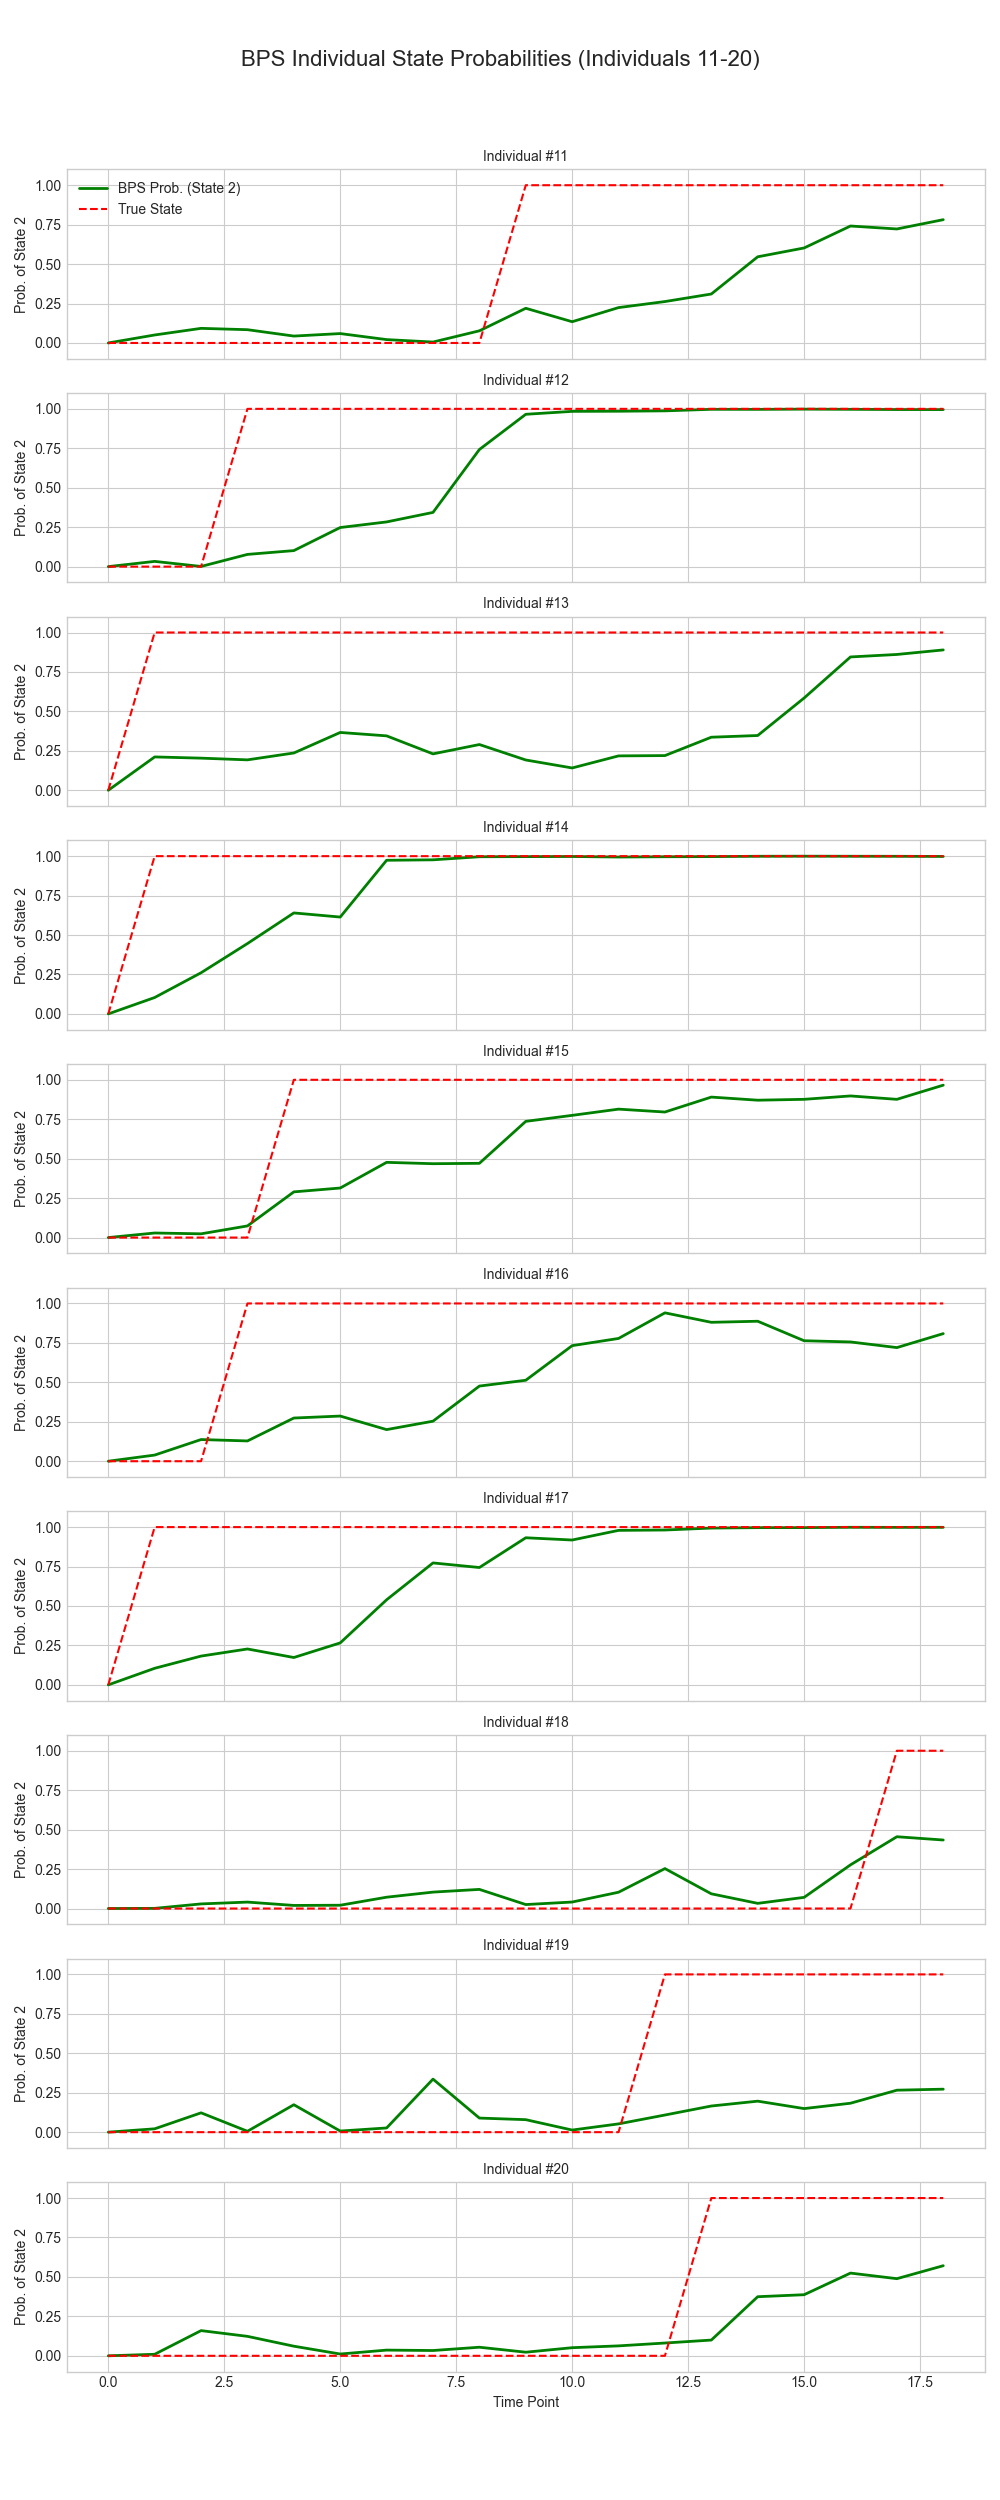 BPS Individual State Probabilities (Individuals 11-20)
Individual #11
1.00
0.75
0.50
0.25
0.00
Prob. of State 2
BPS Prob. (State 2)
True State
Individual #12
1.00
0.75
0.50
0.25
0.00
Prob. of State 2
Individual #13
1.00
0.75
0.50
0.25
0.00
Prob. of State 2
Individual #14
1.00
0.75
0.50
0.25
0.00
Prob. of State 2
Individual #15
1.00
0.75
0.50
0.25
0.00
Prob. of State 2
Individual #16
1.00
0.75
0.50
0.25
0.00
Prob. of State 2
Individual #17
1.00
0.75
0.50
0.25
0.00
Prob. of State 2
Individual #18
1.00
0.75
0.50
0.25
0.00
Prob. of State 2
Individual #19
1.00
0.75
0.50
0.25
0.00
Prob. of State 2
Individual #20
1.00
0.75
0.50
0.25
0.00
Prob. of State 2
0.0 2.5 5.0 7.5 10.0 12.5 15.0 17.5
Time Point